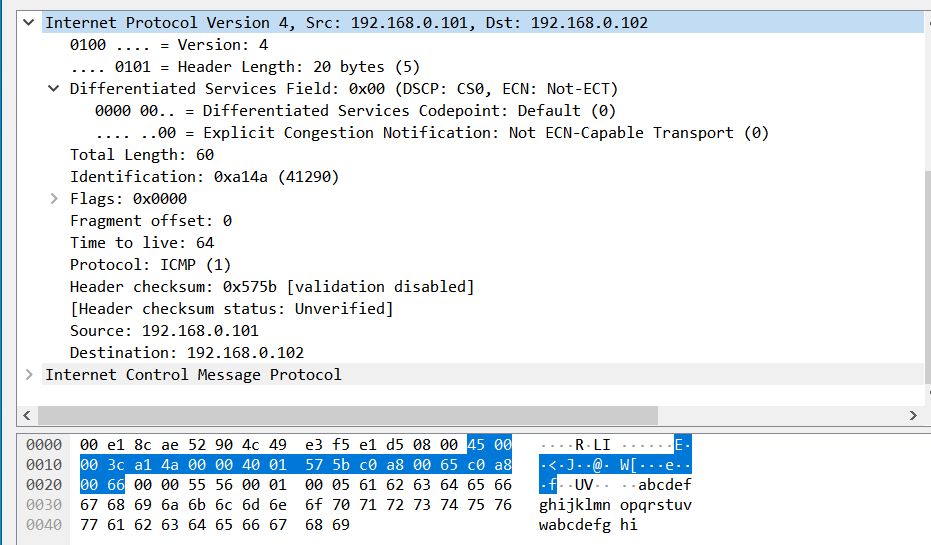 Internet Protocol Version 4, Src: 192.168.0.101, Dst: 192.168.0.102
0100 .... = Version: 4
.... 0101 = Header Length: 20 bytes (5)
Differentiated Services Field: 0x00 (DSCP: CS0, ECN: Not-ECT)
0000 00.. = Differentiated Services Codepoint: Default (0)
.... ..00 = Explicit Congestion Notification: Not ECN-Capable Transport (0)
Total Length: 60
Identification: 0xa14a (41290)
Flags: 0x0000
Fragment offset: 0
Time to live: 64
Protocol: ICMP (1)
Header checksum: 0x575b [validation disabled]
[Header checksum status: Unverified]
Source: 192.168.0.101
Destination: 192.168.0.102
Internet Control Message Protocol
0000 00 e1 8c ae 52 90 4c 49 e3 f5 e1 d5 08 00 45 00 ····R·LI ······E·
0010 00 3c a1 4a 00 00 40 01 57 5b c0 a8 00 65 c0 a8 ·<·J··@· W[···e··
0020 00 66 00 00 55 56 00 01 00 05 61 62 63 64 65 66 ·f··UV·· ··abcdef
0030 67 68 69 6a 6b 6c 6d 6e 6f 70 71 72 73 74 75 76 ghijklmn opqrstuv
0040 77 61 62 63 64 65 66 67 68 69 wabcdefg hi